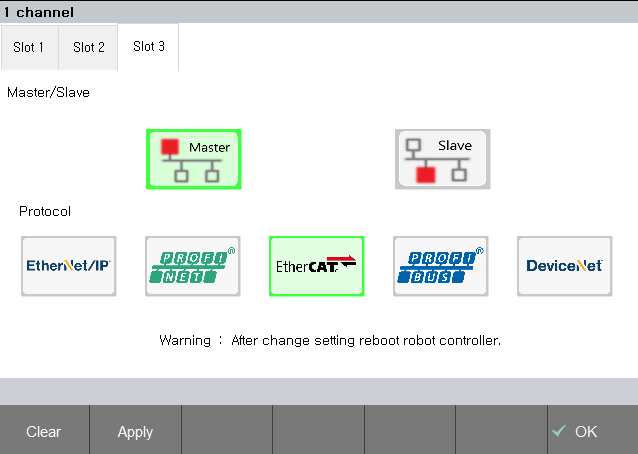 1 channel
Slot 1 Slot 2 Slot 3
Master/Slave
Master Slave
Protocol
EtherNet/IP PROFI NET EtherCAT PROFI BUS DeviceNet
Warning : After change setting reboot robot controller.
Clear Apply OK